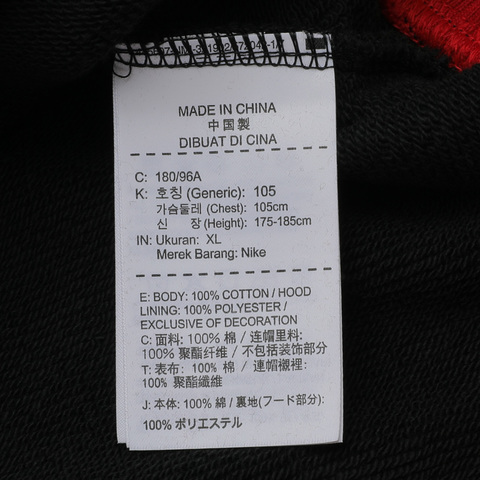 MADE IN CHINA
中国製
DIBUAT DI CINA
C: 180/96A
K: 호칭 (Generic): 105
가슴둘레 (Chest): 105cm
신 장 (Height): 175-185cm
IN: Ukuran: XL
Merek Barang: Nike
E: BODY: 100% COTTON / HOOD
LINING: 100% POLYESTER /
EXCLUSIVE OF DECORATION
C: 面料: 100% 棉 / 连帽里料:
100% 聚酯纤维 / 不包括装饰部分
T: 表布: 100% 棉 / 連帽襯裡:
100% 聚酯纖維
J: 本体: 100% 綿 / 裏地(フード部分):
100% ポリエステル